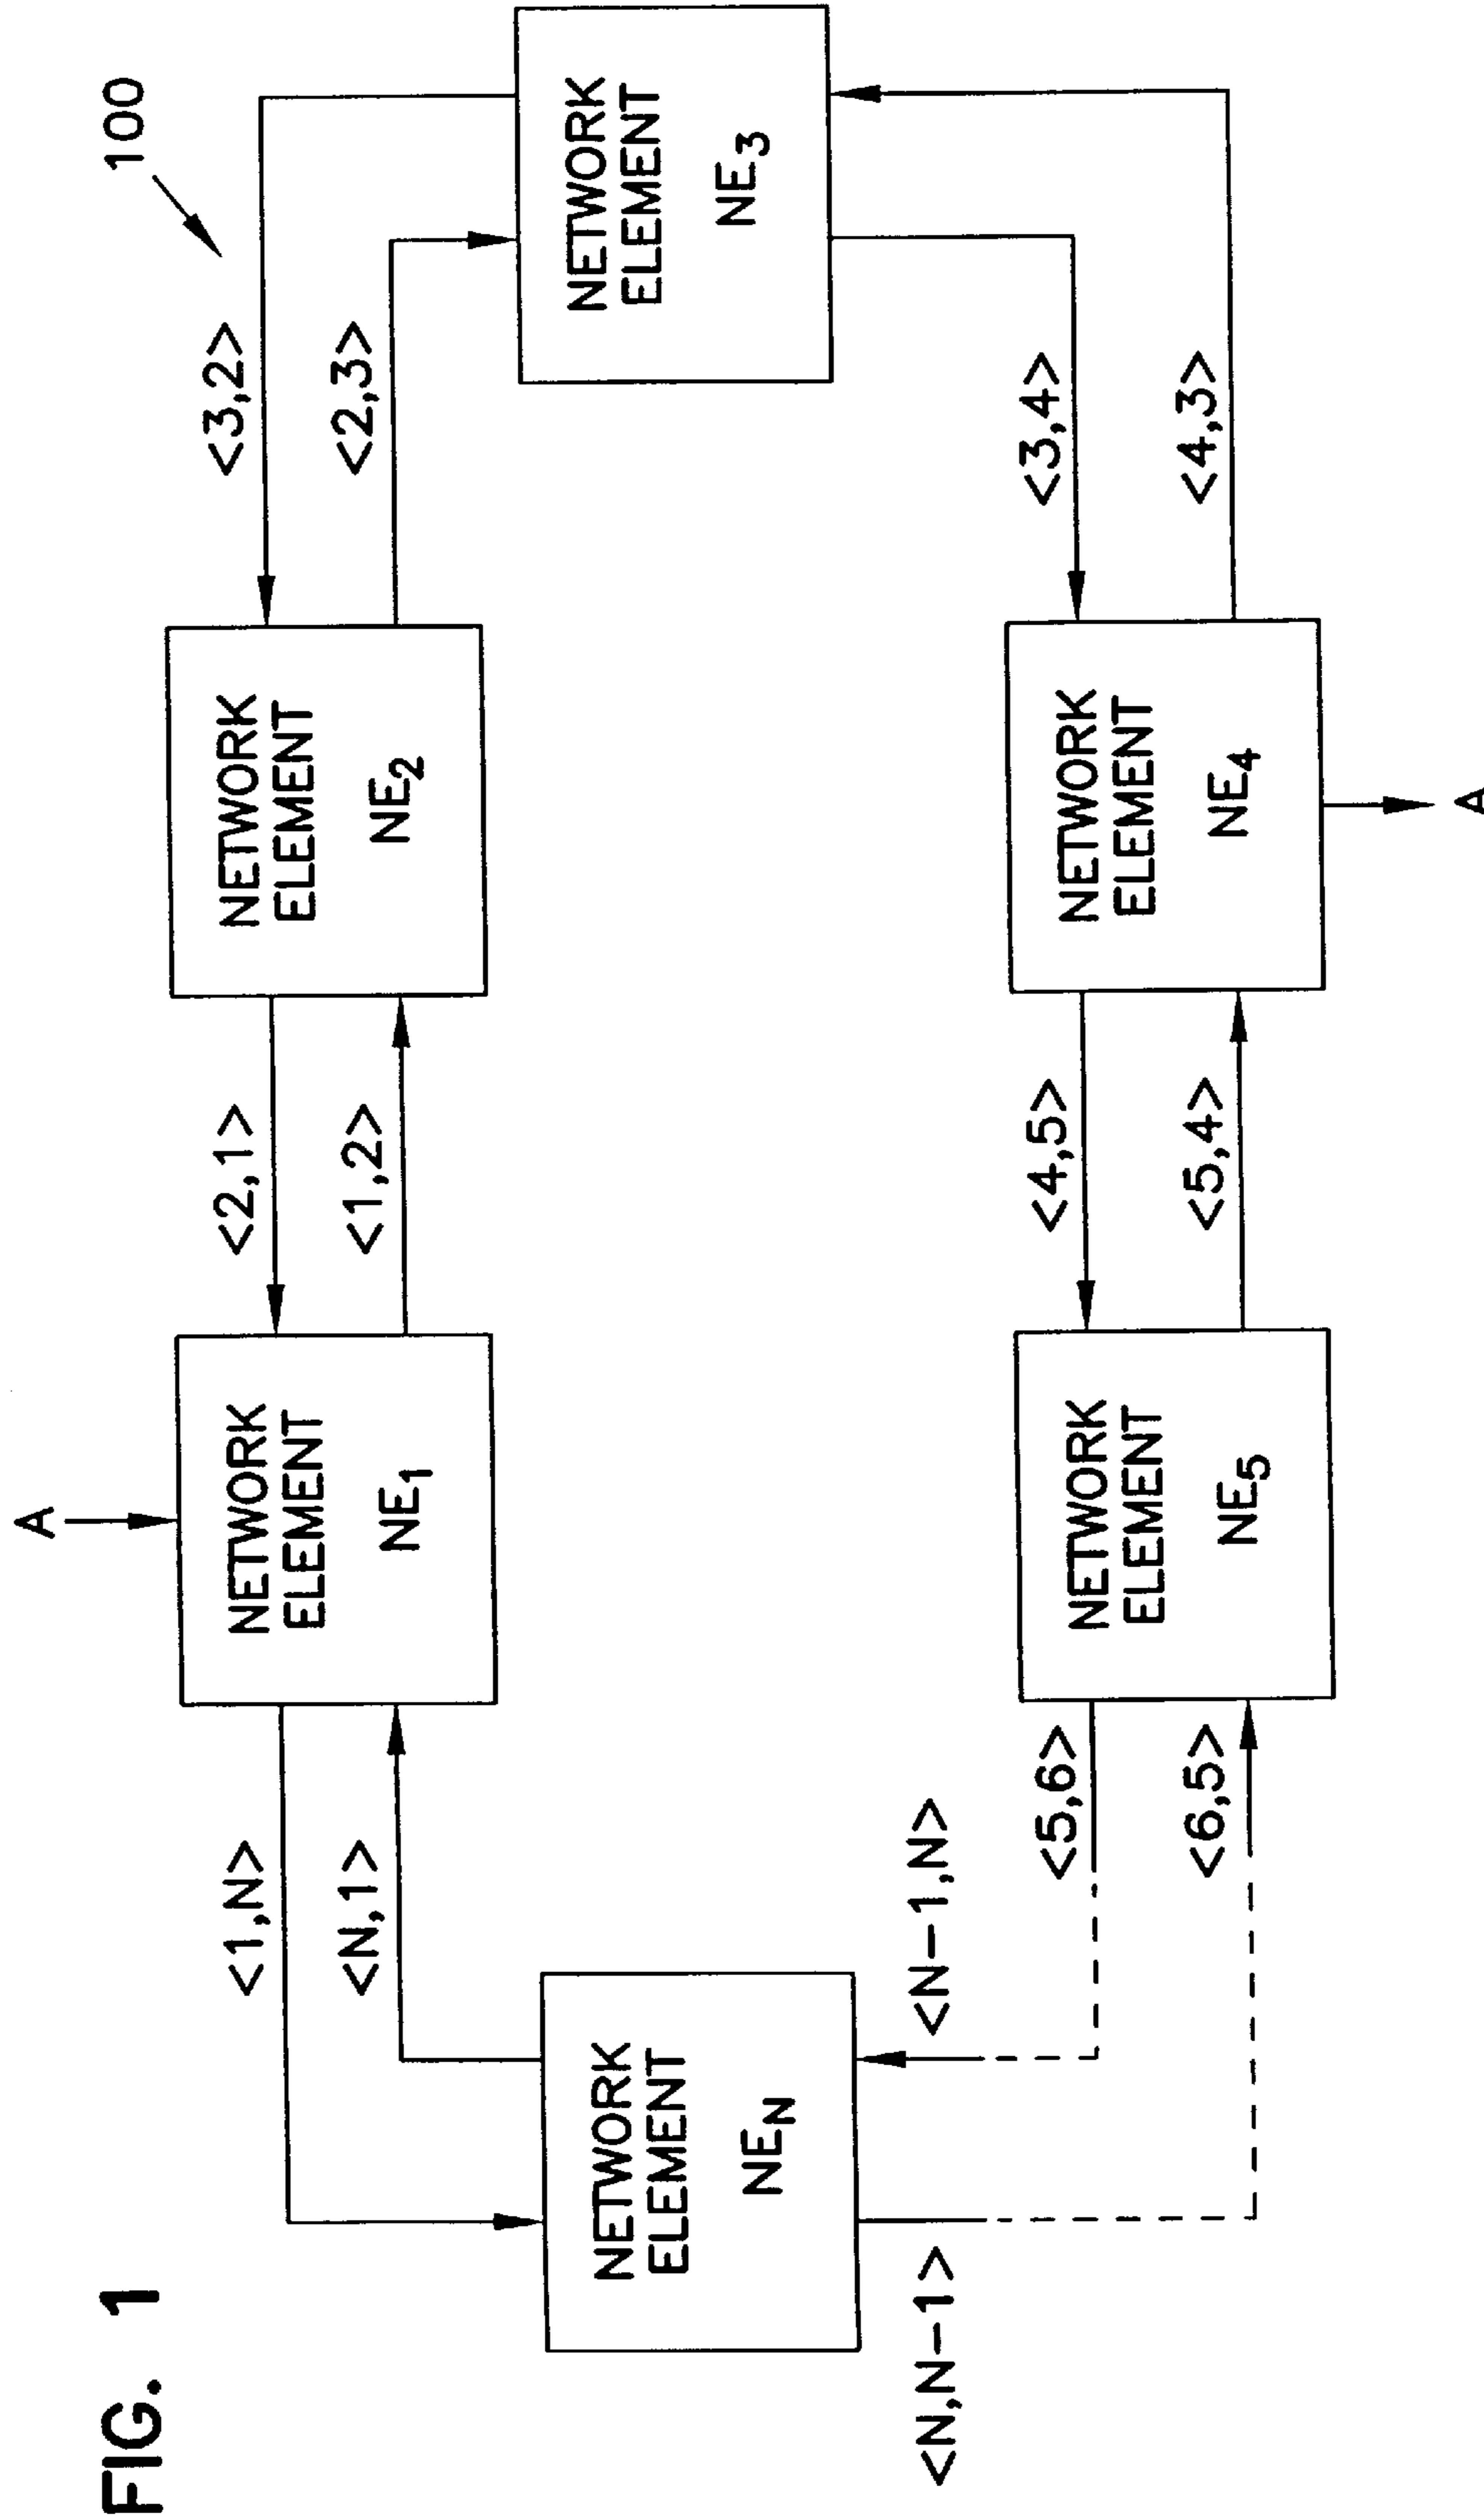 FIG. 1
100
A
<1,N>
<N,1>
<2,1>
<1,2>
<3,2>
<2,3>
NETWORK
ELEMENT
NE1
NETWORK
ELEMENT
NE2
NETWORK
ELEMENT
NEN
NETWORK
ELEMENT
NE3
<N,N-1>
<N-1,N>
<5,6>
<6,5>
<4,5>
<5,4>
<3,4>
<4,3>
NETWORK
ELEMENT
NE5
NETWORK
ELEMENT
NE4
A